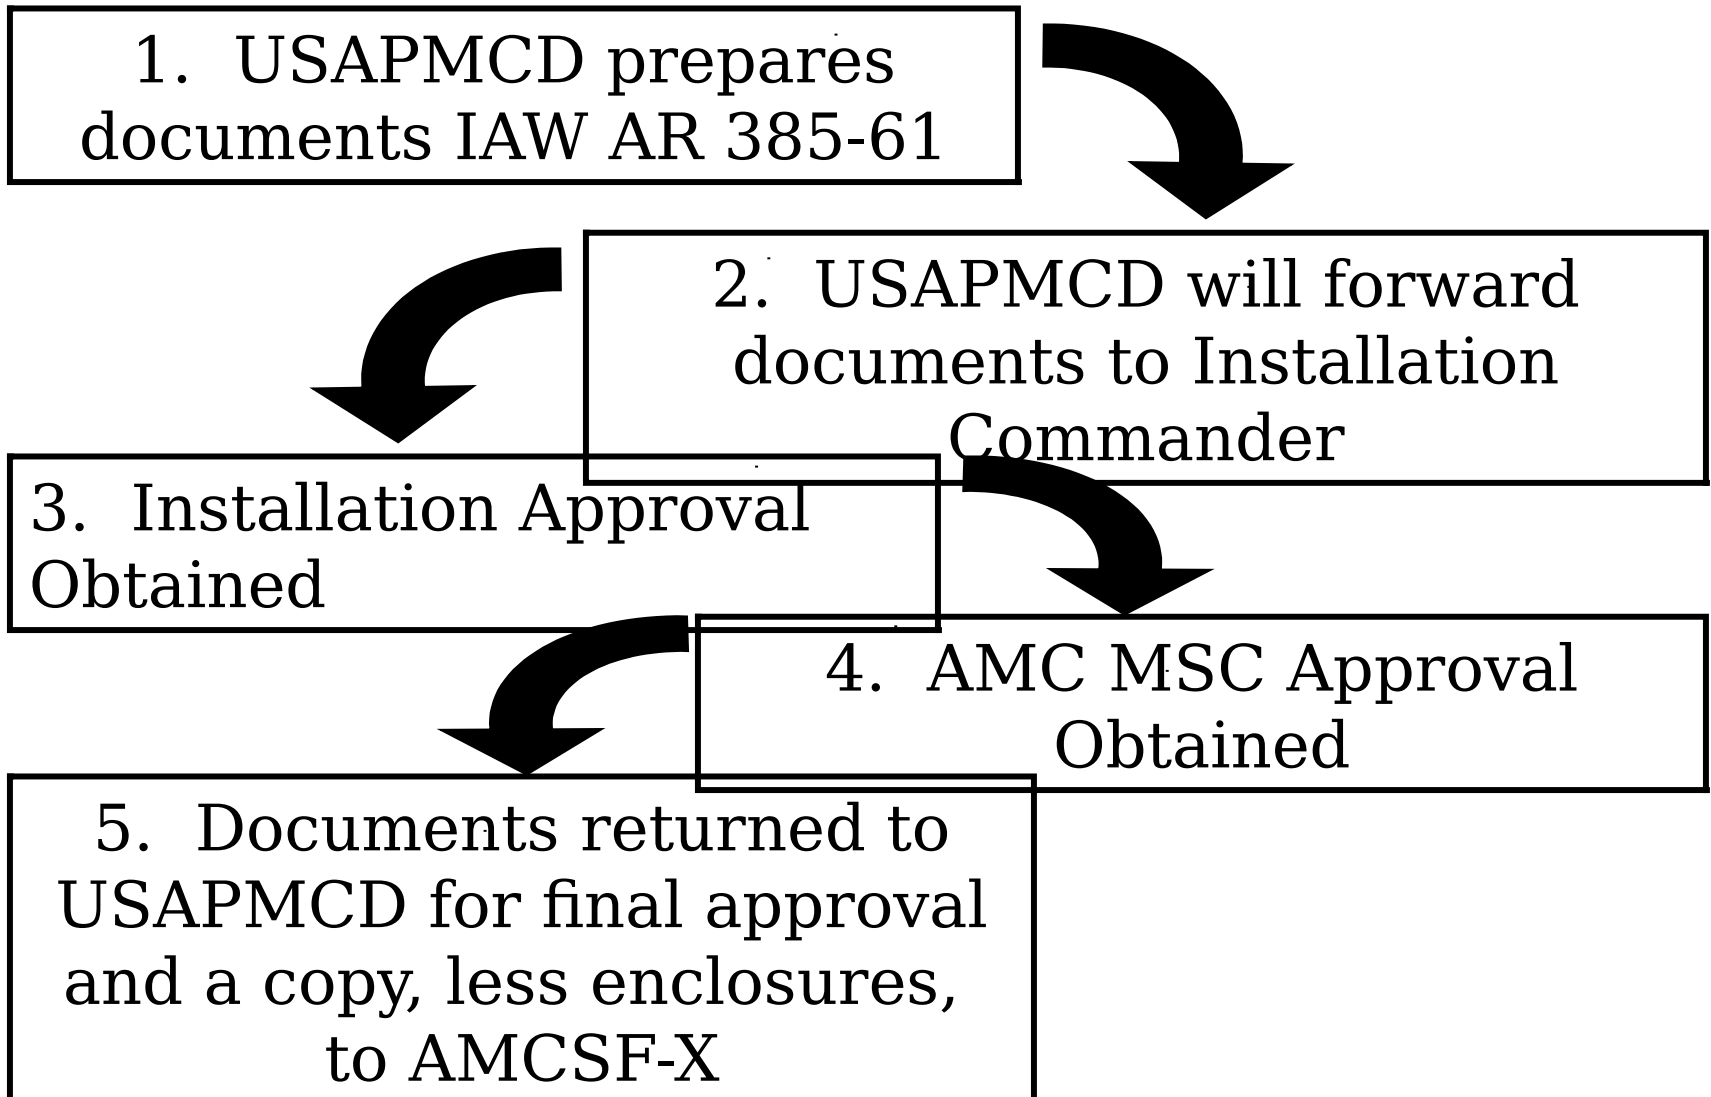 1.  USAPMCD prepares
documents IAW AR 385-61
2.  USAPMCD will forward
documents to Installation
Commander
3.  Installation Approval
Obtained
4.  AMC MSC Approval
Obtained
5.  Documents returned to
USAPMCD for final approval
and a copy, less enclosures,
to AMCSF-X